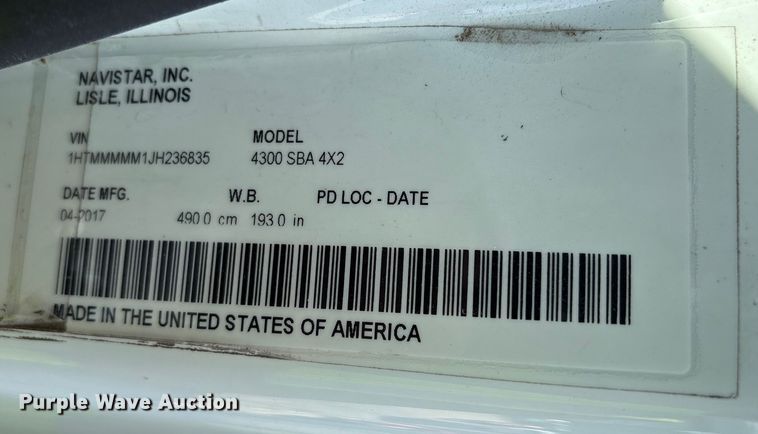 NAVISTAR, INC.
LISLE, ILLINOIS
VIN MODEL
1HTMMMMM1JH236835 4300 SBA 4X2
DATE MFG. W.B. PD LOC - DATE
04-2017 490.0 cm 193.0 in
MADE IN THE UNITED STATES OF AMERICA
Purple Wave Auction